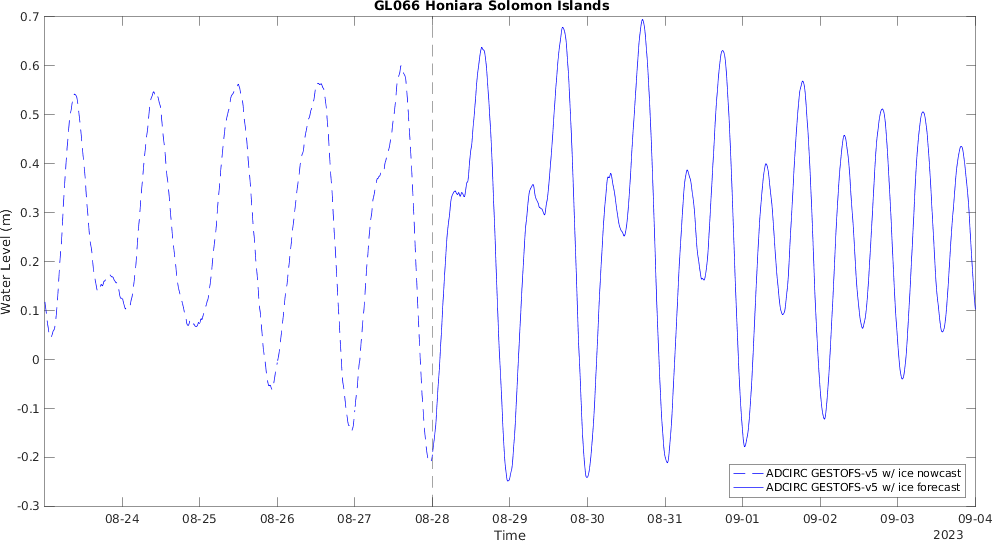 GL066 Honiara Solomon Islands
Water Level (m)
0.7
0.6
0.5
0.4
0.3
0.2
0.1
0
-0.1
-0.2
-0.3
ADCIRC GESTOFS-v5 w/ ice nowcast
ADCIRC GESTOFS-v5 w/ ice forecast
08-24 08-25 08-26 08-27 08-28 08-29 08-30 08-31 09-01 09-02 09-03 09-04
Time
2023